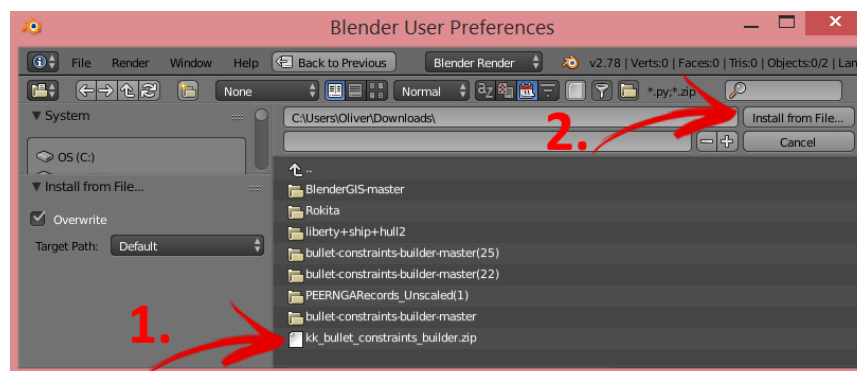 Blender User Preferences
File Render Window Help Back to Previous Blender Render v2.78 | Verts:0 | Faces:0 | Tris:0 | Objects:0/2 | Lan
None Normal *.py;*.zip
System
C:\Users\Oliver\Downloads\
2.
Install from File...
OS (C:)
Cancel
Install from File...
Overwrite
Target Path: Default
..
BlenderGIS-master
Rokita
liberty+ship+hull2
bullet-constraints-builder-master(25)
bullet-constraints-builder-master(22)
PEERNGARecords_Unscaled(1)
bullet-constraints-builder-master
1.
kk_bullet_constraints_builder.zip